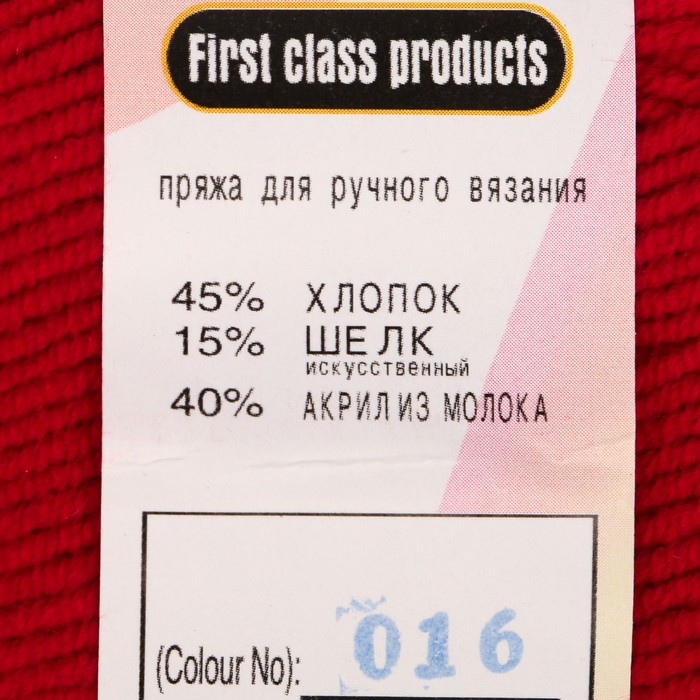 First class products
пряжа для ручного вязания
45% ХЛОПОК
15% ШЕЛК
искусственный
40% АКРИЛ ИЗ МОЛОКА
(Colour No): 016